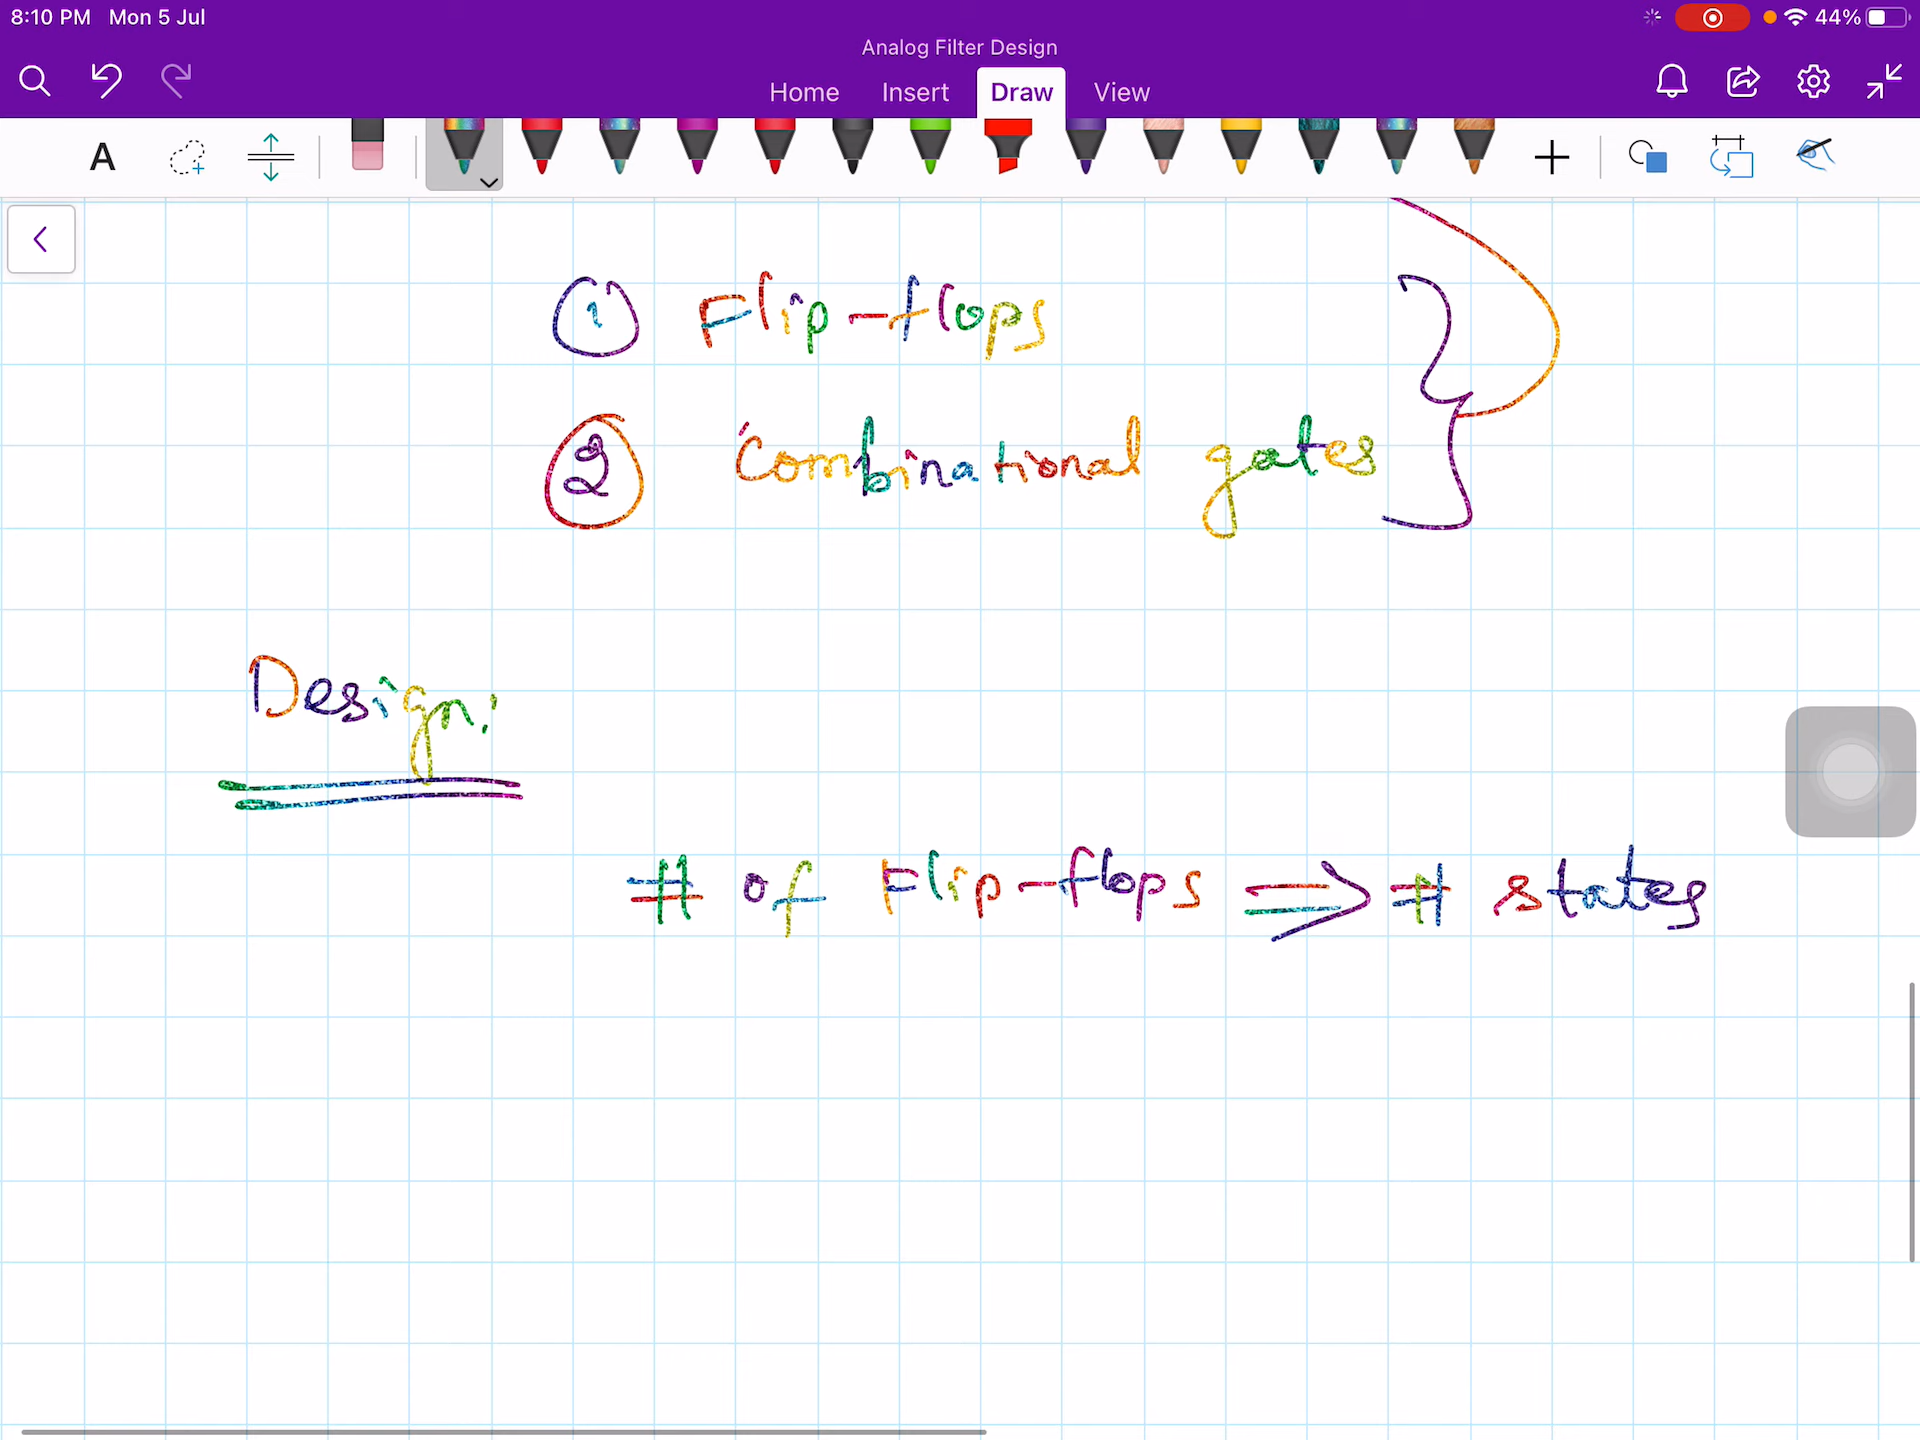 8:10 PM Mon 5 Jul
44%
Analog Filter Design
Home Insert Draw View
A
① Flip-flops
② Combinational gates
Design:
# of Flip-flops ⇒ # states